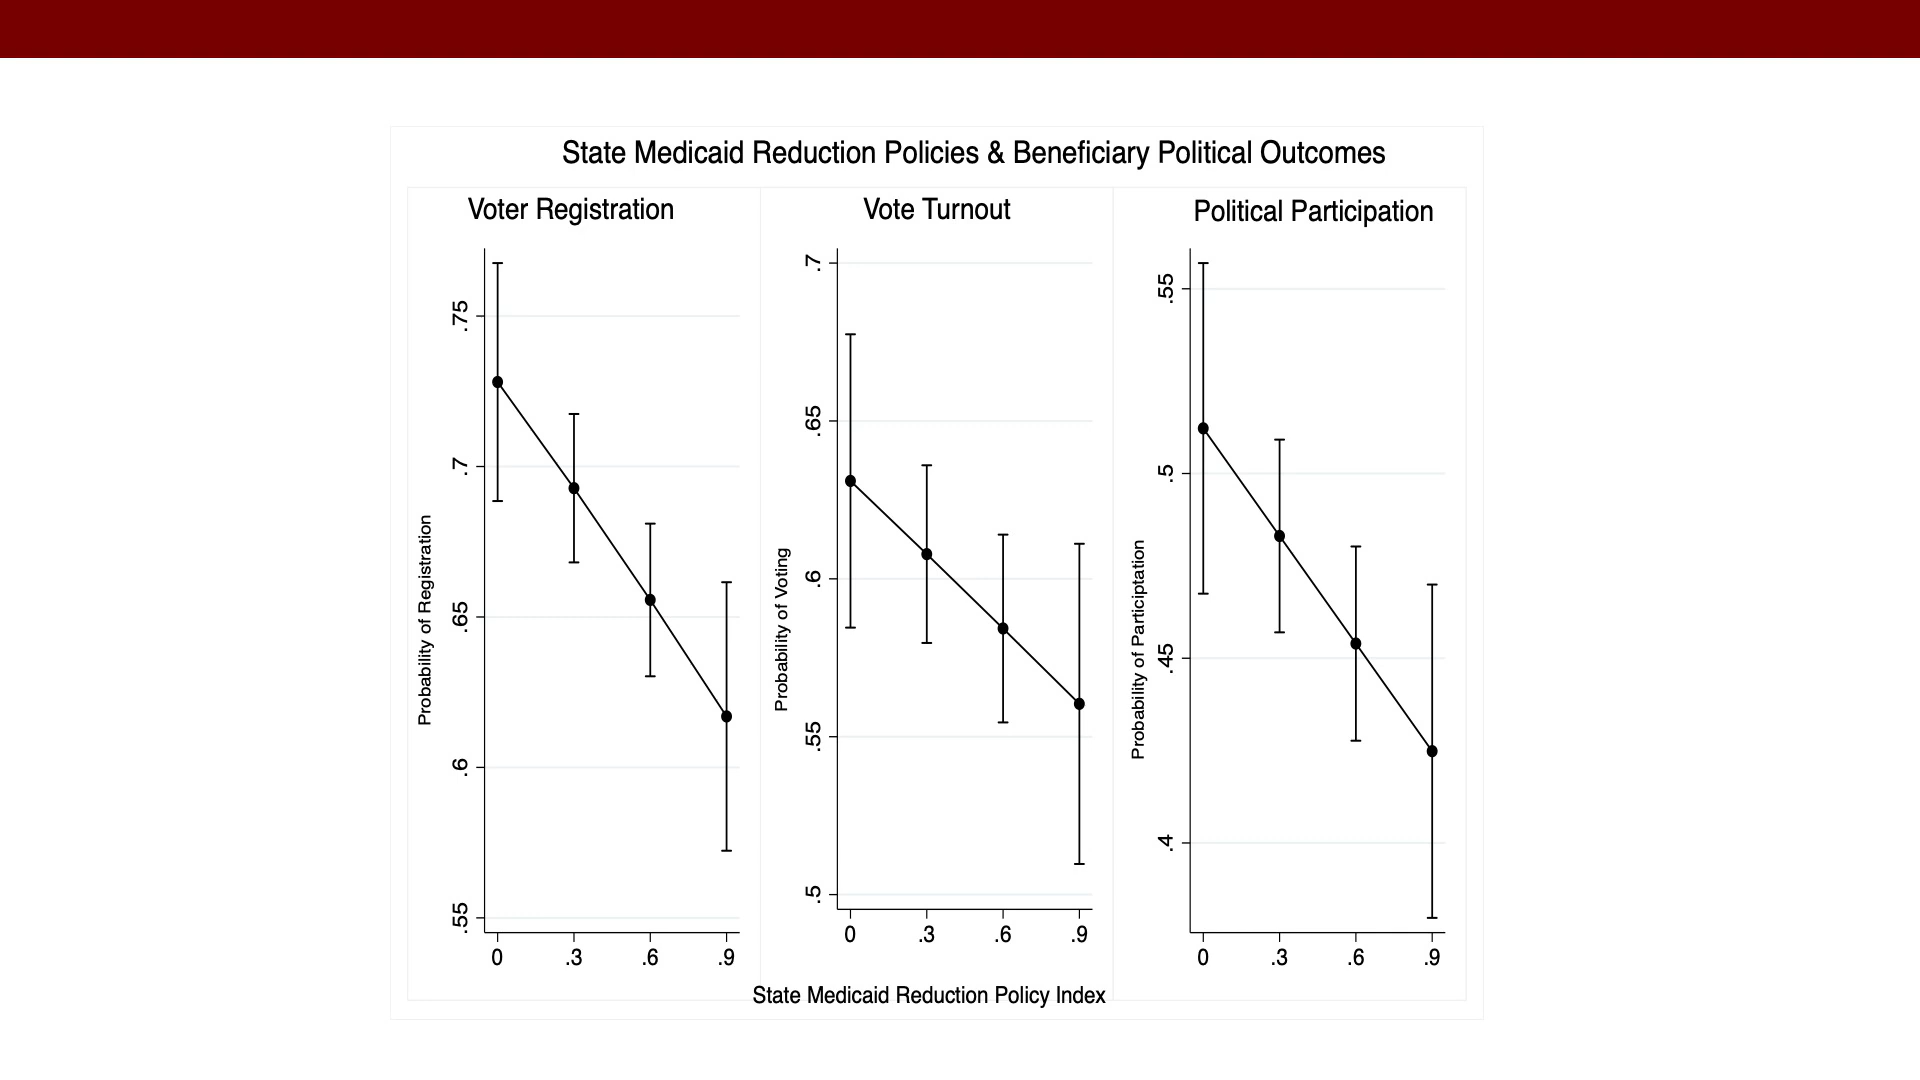 State Medicaid Reduction Policies & Beneficiary Political Outcomes
Voter Registration
Probability of Registration
.75
.7
.65
.6
.55
0 .3 .6 .9
Vote Turnout
Probability of Voting
.7
.65
.6
.55
.5
0 .3 .6 .9
Political Participation
Probability of Participtation
.55
.5
.45
.4
0 .3 .6 .9
State Medicaid Reduction Policy Index